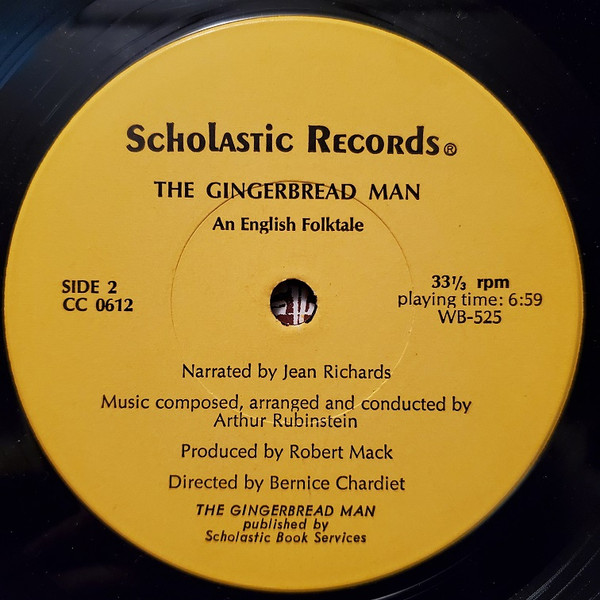 Scholastic Records®
THE GINGERBREAD MAN
An English Folktale
SIDE 2
CC 0612
33⅓ rpm
playing time: 6:59
WB-525
Narrated by Jean Richards
Music composed, arranged and conducted by
Arthur Rubinstein
Produced by Robert Mack
Directed by Bernice Chardiet
THE GINGERBREAD MAN
published by
Scholastic Book Services